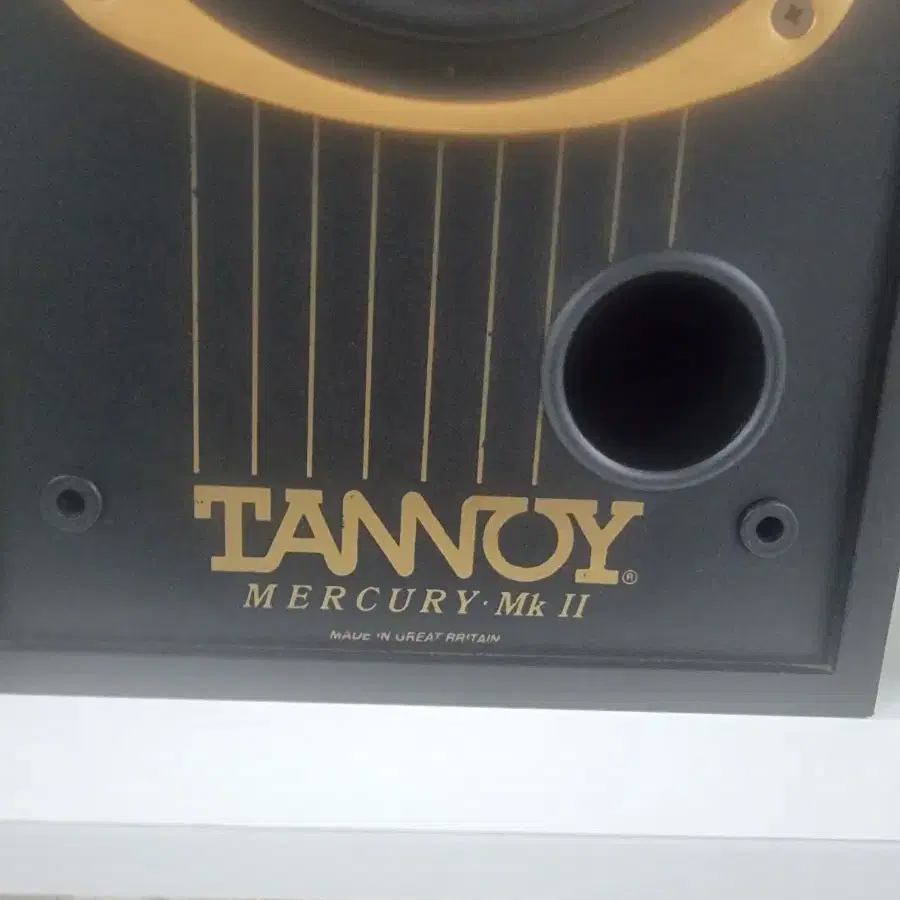 TANNOY®
MERCURY · Mk II
MADE IN GREAT BRITAIN